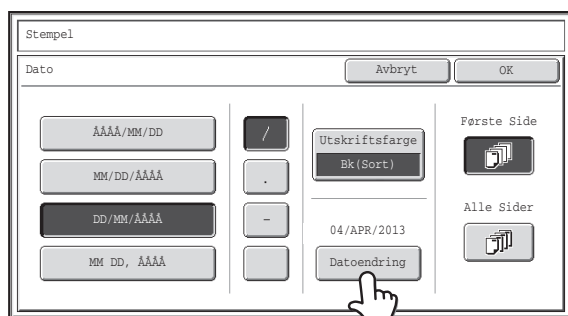 Stempel
Dato
Avbryt
OK
ÅÅÅÅ/MM/DD
MM/DD/ÅÅÅÅ
DD/MM/ÅÅÅÅ
MM DD, ÅÅÅÅ
/
.
-
Utskriftsfarge
Bk(Sort)
04/APR/2013
Datoendring
Første Side
Alle Sider